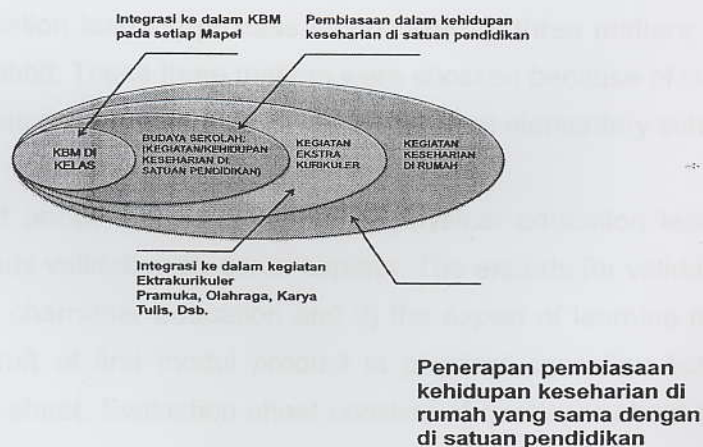 Integrasi ke dalam KBM
pada setiap Mapel
Pembiasaan dalam kehidupan
keseharian di satuan pendidikan
KBM DI
KELAS
BUDAYA SEKOLAH:
(KEGIATAN/KEHIDUPAN
KESEHARIAN DI
SATUAN PENDIDIKAN)
KEGIATAN
EKSTRA
KURIKULER
KEGIATAN
KESEHARIAN
DI RUMAH
Integrasi ke dalam kegiatan
Ektrakurikuler
Pramuka, Olahraga, Karya
Tulis, Dsb.
Penerapan pembiasaan
kehidupan keseharian di
rumah yang sama dengan
di satuan pendidikan